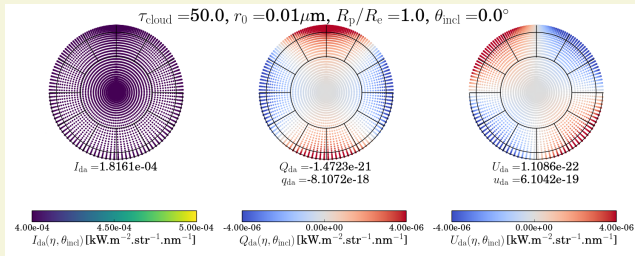 τcloud =50.0, r0 =0.01μm, Rp/Re =1.0, θincl =0.0°
Ida =1.8161e-04
Qda =-1.4723e-21
qda =-8.1072e-18
Uda =1.1086e-22
uda =6.1042e-19
4.00e-04 4.50e-04 5.00e-04
Ida(η, θincl) [kW.m−2.str−1.nm−1]
-4.00e-06 0.00e+00 4.00e-06
Qda(η, θincl) [kW.m−2.str−1.nm−1]
-4.00e-06 0.00e+00 4.00e-06
Uda(η, θincl) [kW.m−2.str−1.nm−1]